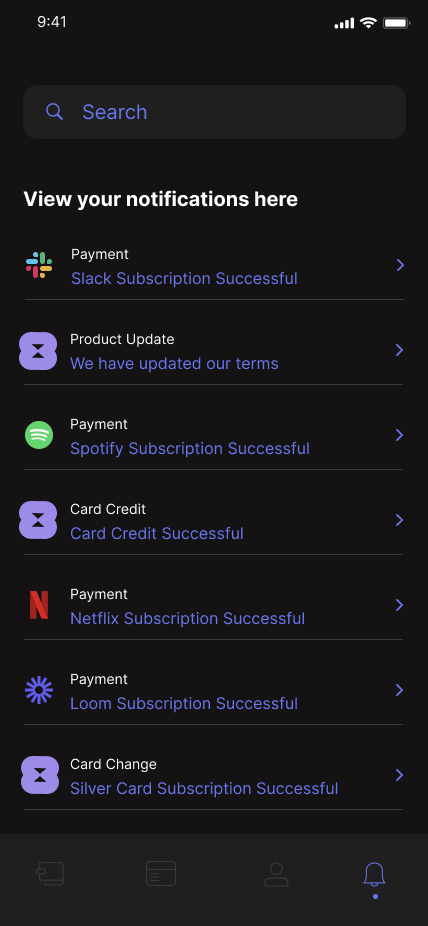 9:41
Search
View your notifications here
Payment
Slack Subscription Successful
Product Update
We have updated our terms
Payment
Spotify Subscription Successful
Card Credit
Card Credit Successful
Payment
Netflix Subscription Successful
Payment
Loom Subscription Successful
Card Change
Silver Card Subscription Successful